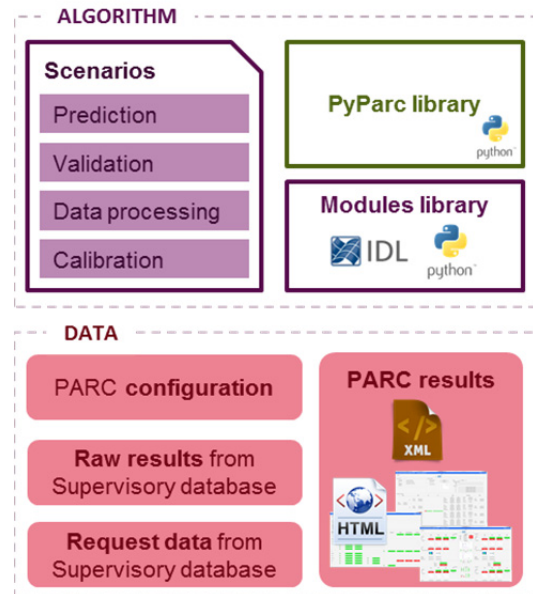 ALGORITHM
Scenarios
Prediction
Validation
Data processing
Calibration
PyParc library
python
Modules library
IDL
python
DATA
PARC configuration
Raw results from
Supervisory database
Request data from
Supervisory database
PARC results
</>
XML
HTML